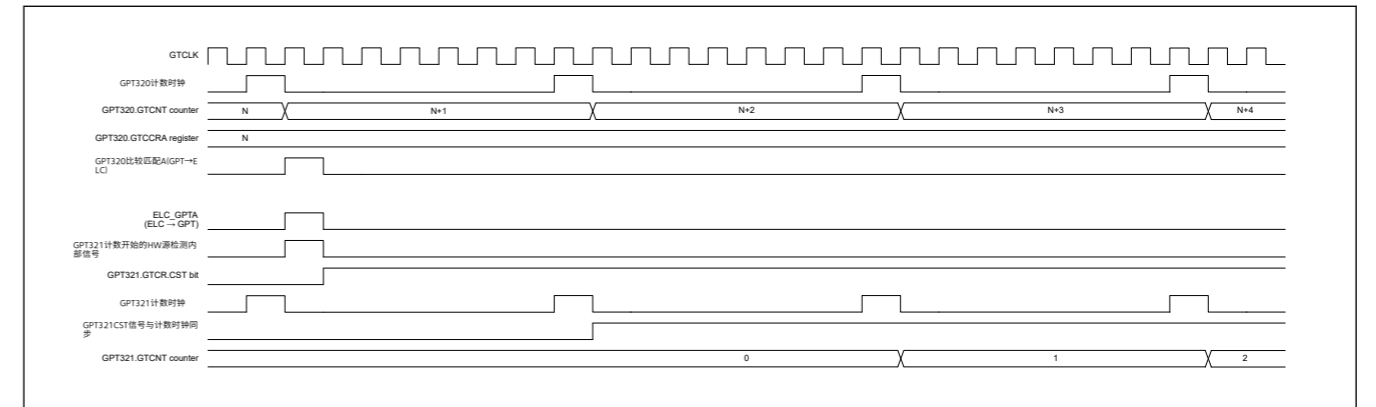 GTCLK
GPT320计数时钟
GPT320.GTCNT counter N N+1 N+2 N+3 N+4
GPT320.GTCCRA register N
GPT320比较匹配A(GPT→E
LC)
ELC_GPTA
(ELC → GPT)
GPT321计数开始的HW源检测内
部信号
GPT321.GTCR.CST bit
GPT321计数时钟
GPT321CST信号与计数时钟同
步
GPT321.GTCNT counter 0 1 2